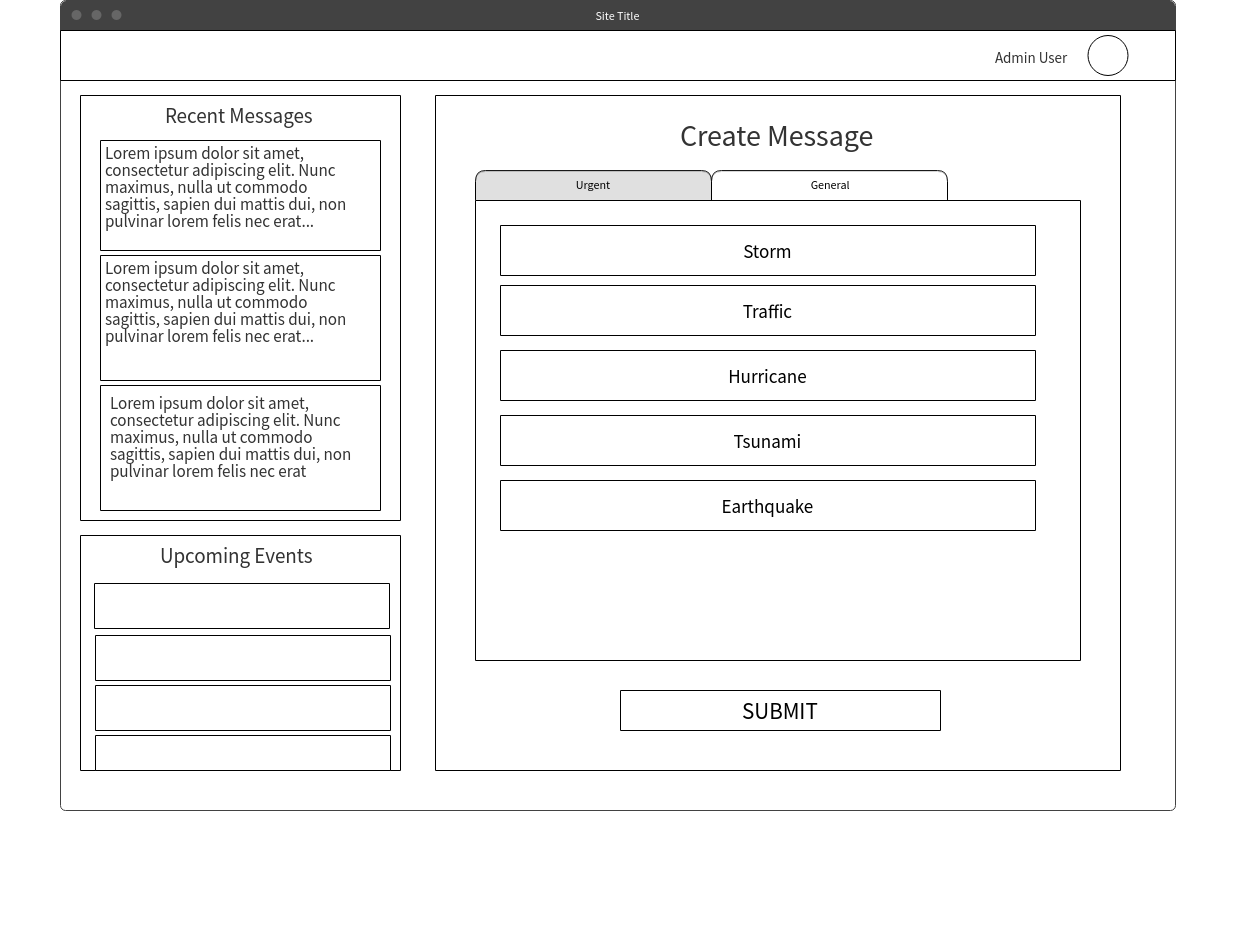 Site Title
Admin User
Recent Messages
Lorem ipsum dolor sit amet,
consectetur adipiscing elit. Nunc
maximus, nulla ut commodo
sagittis, sapien dui mattis dui, non
pulvinar lorem felis nec erat...
Lorem ipsum dolor sit amet,
consectetur adipiscing elit. Nunc
maximus, nulla ut commodo
sagittis, sapien dui mattis dui, non
pulvinar lorem felis nec erat...
Lorem ipsum dolor sit amet,
consectetur adipiscing elit. Nunc
maximus, nulla ut commodo
sagittis, sapien dui mattis dui, non
pulvinar lorem felis nec erat
Upcoming Events
Create Message
Urgent
General
Storm
Traffic
Hurricane
Tsunami
Earthquake
SUBMIT